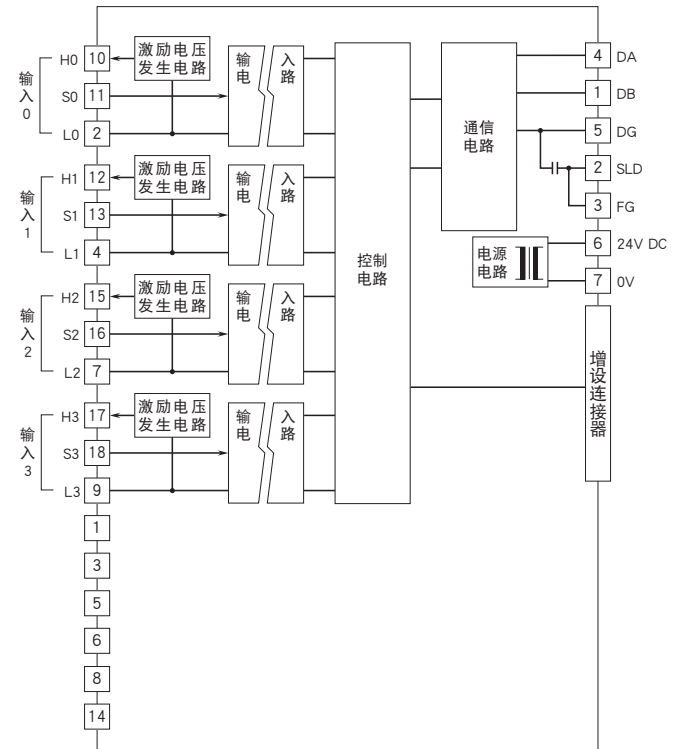 输入0
H0 10
S0 11
L0 2
激励电压
发生电路
输入
电路
输入1
H1 12
S1 13
L1 4
激励电压
发生电路
输入
电路
输入2
H2 15
S2 16
L2 7
激励电压
发生电路
输入
电路
输入3
H3 17
S3 18
L3 9
激励电压
发生电路
输入
电路
1
3
5
6
8
14
控制
电路
通信
电路
电源
电路
4 DA
1 DB
5 DG
2 SLD
3 FG
6 24V DC
7 0V
增设连接器